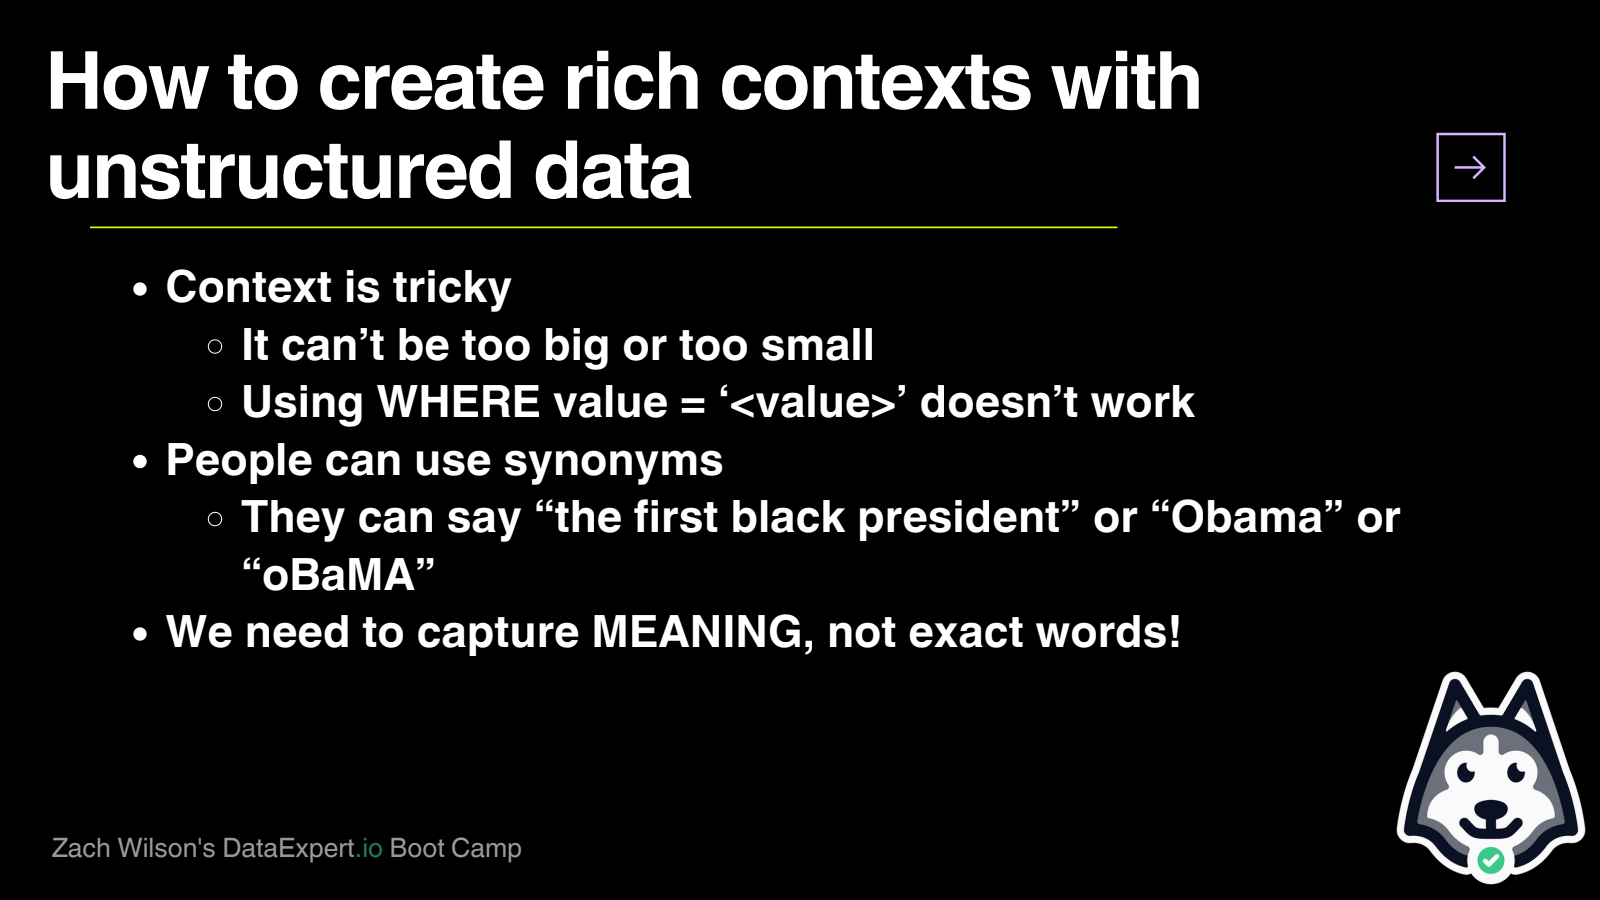 How to create rich contexts with
unstructured data
• Context is tricky
○ It can’t be too big or too small
○ Using WHERE value = ‘<value>’ doesn’t work
• People can use synonyms
○ They can say “the first black president” or “Obama” or
“oBaMA”
• We need to capture MEANING, not exact words!
Zach Wilson's DataExpert.io Boot Camp